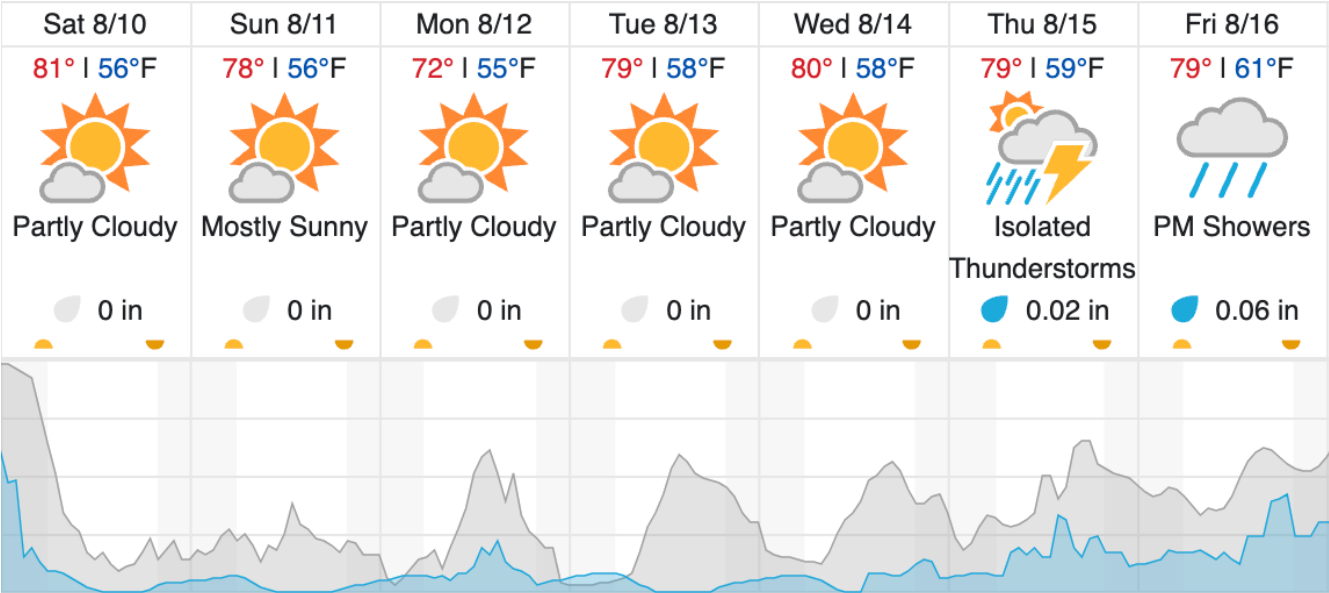 Sat 8/10 Sun 8/11 Mon 8/12 Tue 8/13 Wed 8/14 Thu 8/15 Fri 8/16
81° | 56°F 78° | 56°F 72° | 55°F 79° | 58°F 80° | 58°F 79° | 59°F 79° | 61°F
Partly Cloudy Mostly Sunny Partly Cloudy Partly Cloudy Partly Cloudy Isolated PM Showers
Thunderstorms
0 in 0 in 0 in 0 in 0 in 0.02 in 0.06 in